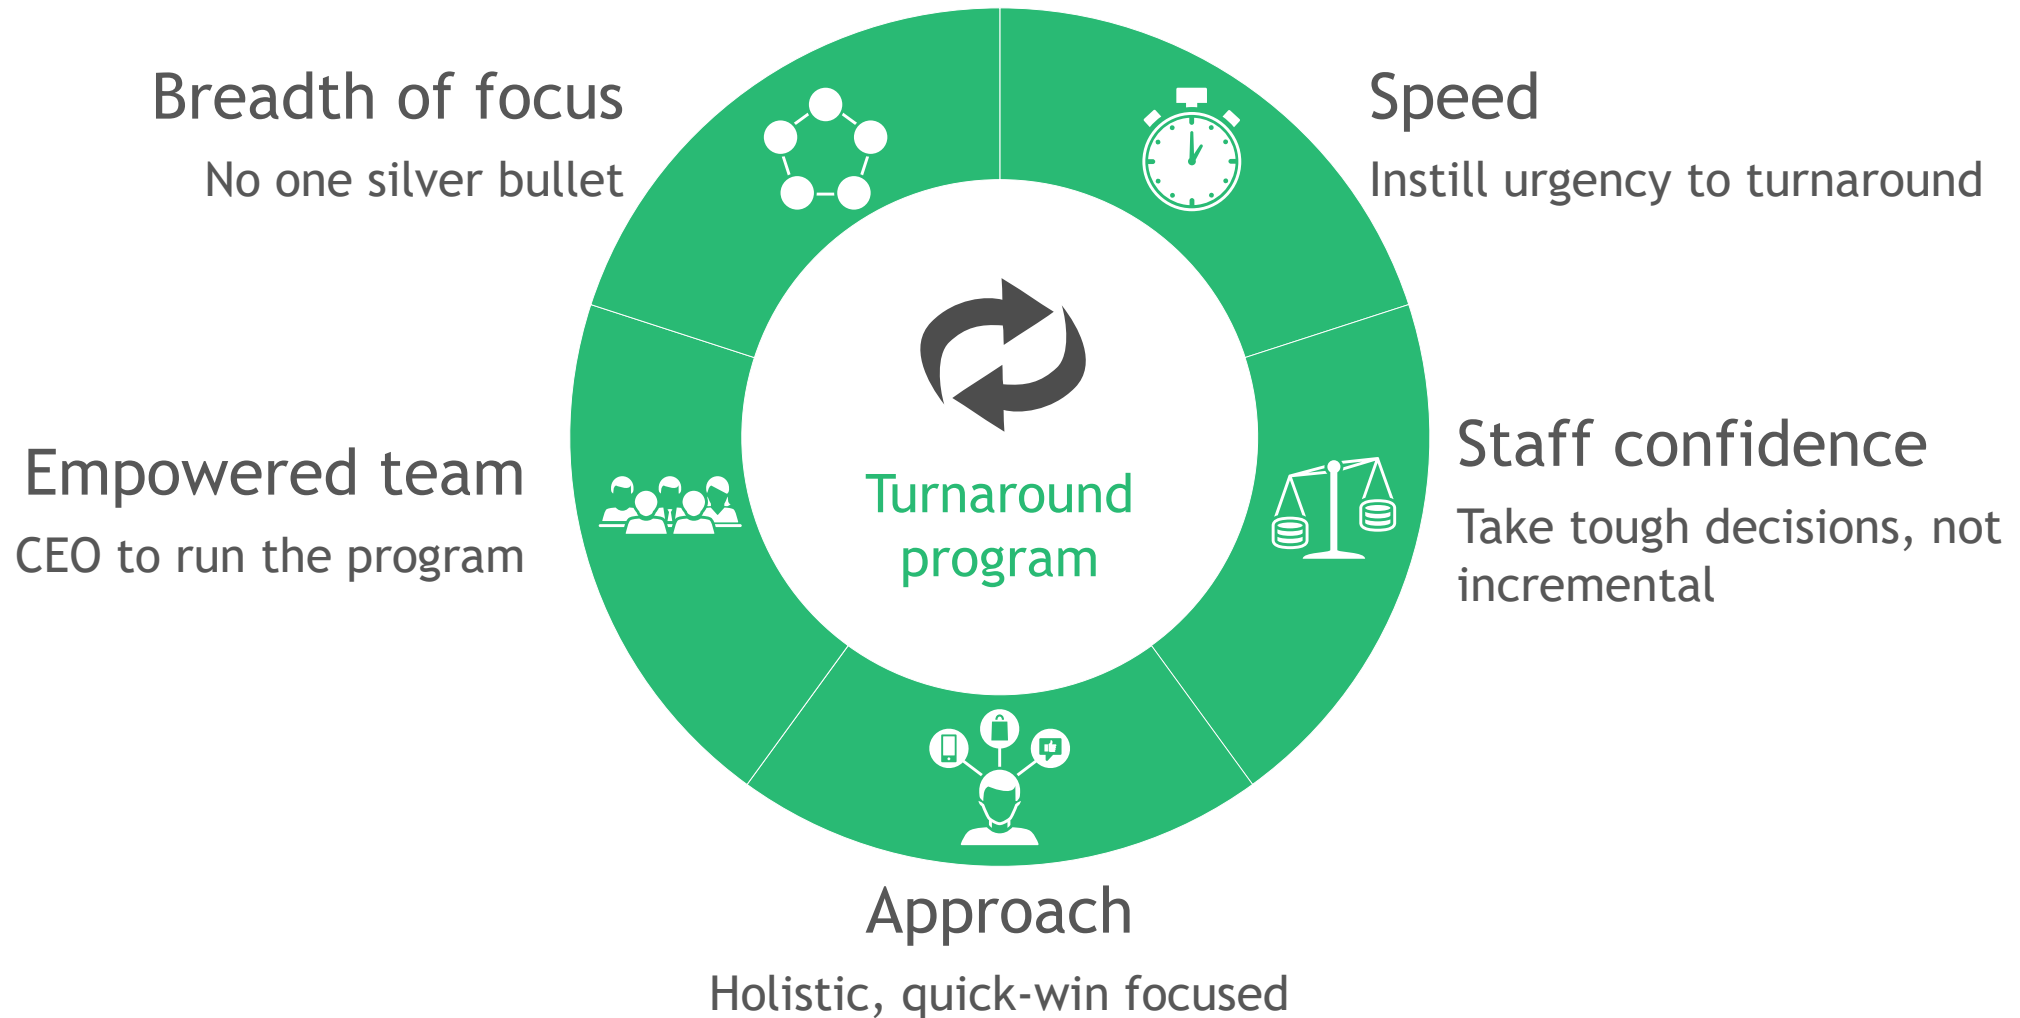 Breadth of focus
No one silver bullet
Speed
Instill urgency to turnaround
Empowered team
CEO to run the program
Turnaround
program
Staff confidence
Take tough decisions, not
incremental
Approach
Holistic, quick-win focused